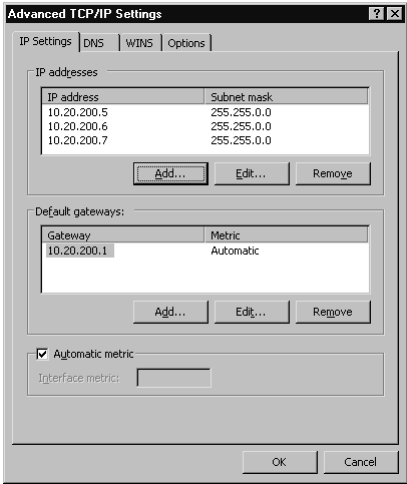 Advanced TCP/IP Settings
IP Settings DNS WINS Options
IP addresses
IP address Subnet mask
10.20.200.5 255.255.0.0
10.20.200.6 255.255.0.0
10.20.200.7 255.255.0.0
Add... Edit... Remove
Default gateways:
Gateway Metric
10.20.200.1 Automatic
Add... Edit... Remove
Automatic metric
Interface metric:
OK Cancel